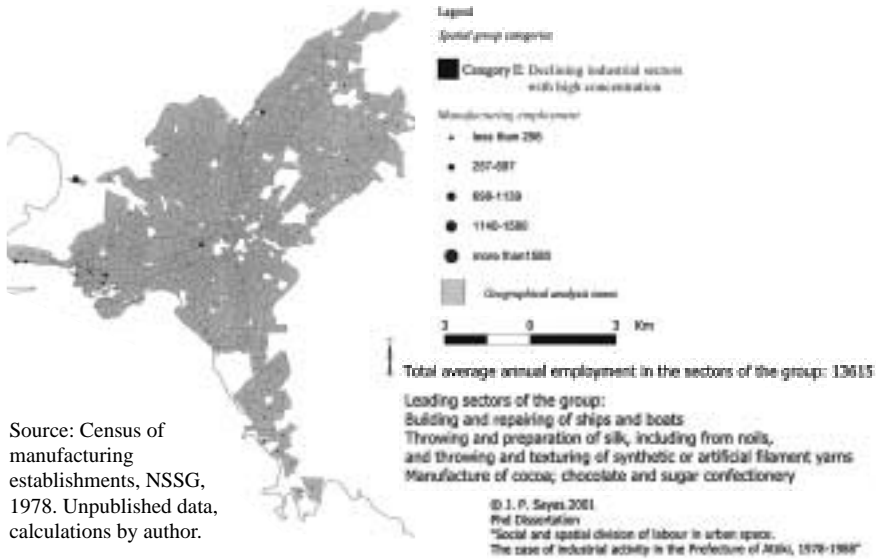 Legend
Spatial group categories
Category II: Declining industrial sectors
with high concentration
Manufacturing employment
less than 256
257-697
698-1139
1140-1580
more than 1580
Geographical analysis zones
3 0 3 Km
Total average annual employment in the sectors of the group: 13615
Leading sectors of the group:
Building and repairing of ships and boats
Throwing and preparation of silk, including from noils,
and throwing and texturing of synthetic or artificial filament yarns
Manufacture of cocoa; chocolate and sugar confectionery
Source: Census of
manufacturing
establishments, NSSG,
1978. Unpublished data,
calculations by author.
© J. P. Sayas 2001
Phd Dissertation
"Social and spatial division of labour in urban space.
The case of industrial activity in the Prefecture of Attiki, 1978-1988"